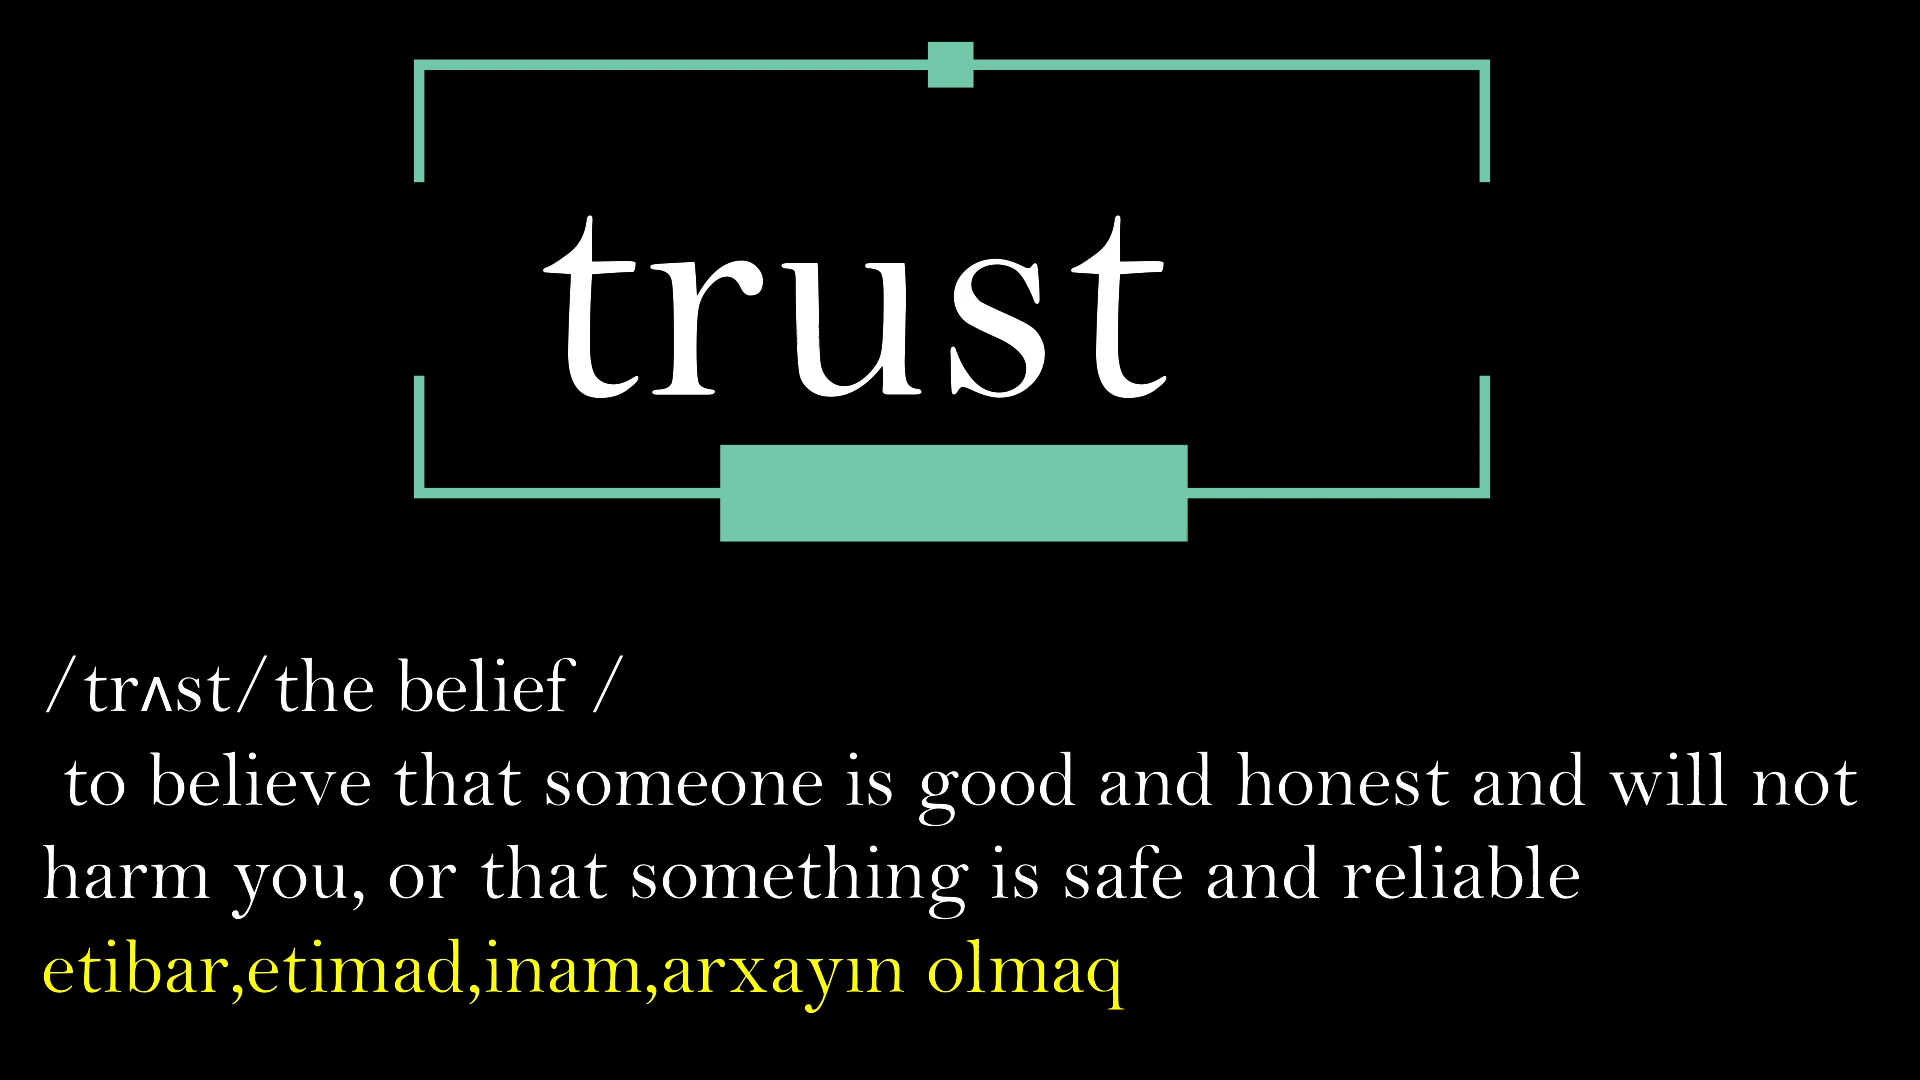 trust
/trʌst/the belief /
to believe that someone is good and honest and will not
harm you, or that something is safe and reliable
etibar,etimad,inam,arxayın olmaq